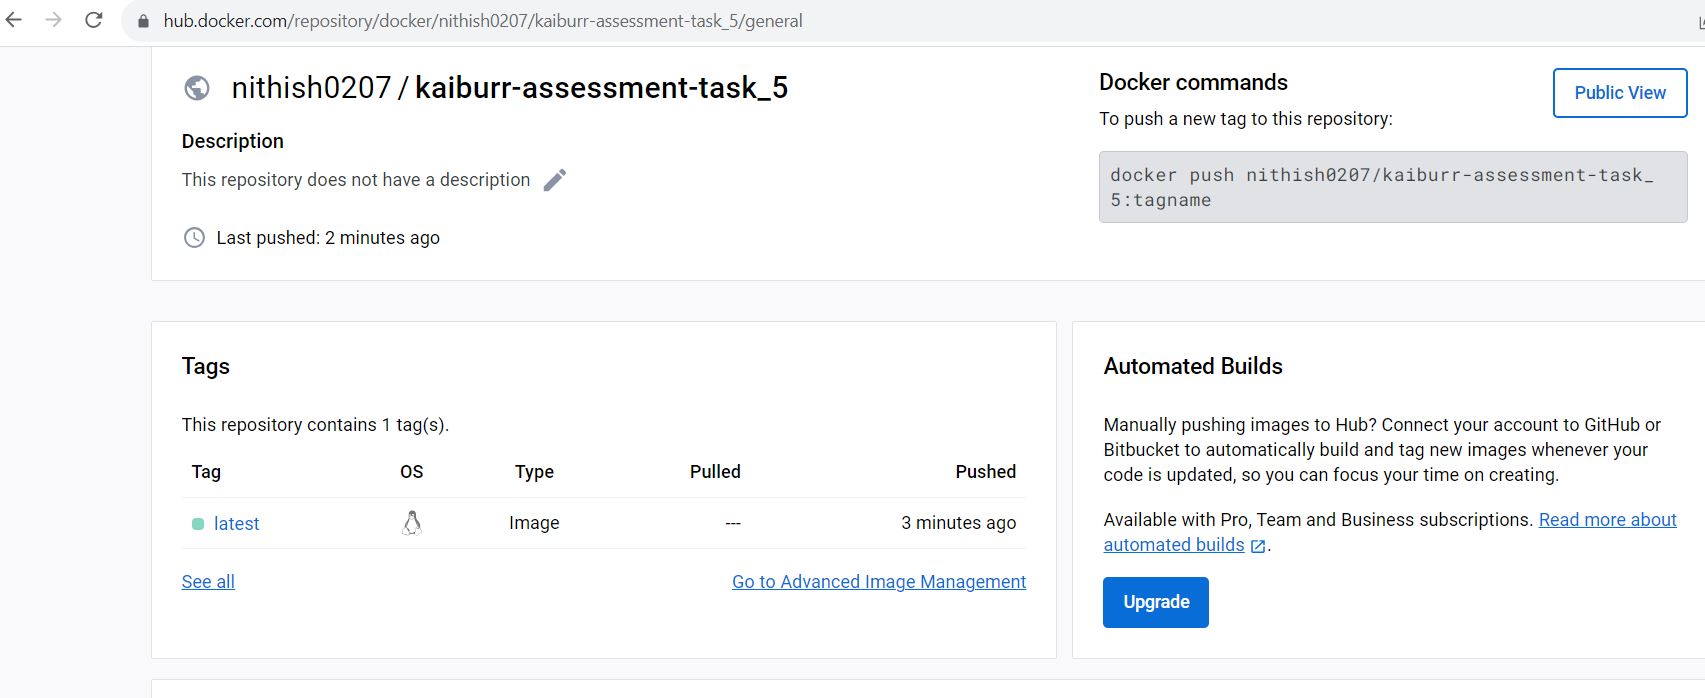 hub.docker.com/repository/docker/nithish0207/kaiburr-assessment-task_5/general
nithish0207 / kaiburr-assessment-task_5
Description
This repository does not have a description
Last pushed: 2 minutes ago
Docker commands
To push a new tag to this repository:
Public View
docker push nithish0207/kaiburr-assessment-task_
5:tagname
Tags
This repository contains 1 tag(s).
Tag OS Type Pulled Pushed
latest Image --- 3 minutes ago
See all Go to Advanced Image Management
Automated Builds
Manually pushing images to Hub? Connect your account to GitHub or
Bitbucket to automatically build and tag new images whenever your
code is updated, so you can focus your time on creating.
Available with Pro, Team and Business subscriptions. Read more about
automated builds.
Upgrade